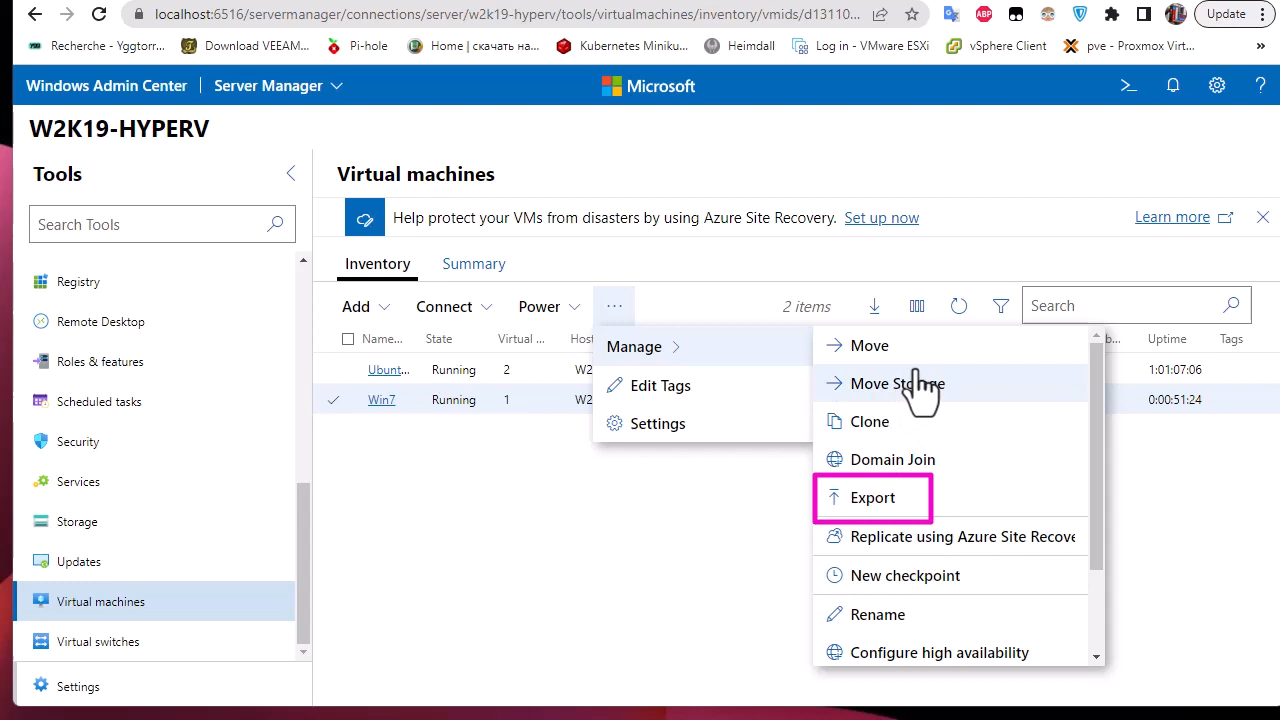 localhost:6516/servermanager/connection/server/w2k19-hyperv/tools/virtualmachines/inventory/vmids/d13110...
ABP
Update
Recherche - Yggtorr...
Download VEEAM...
Pi-hole
Home | скачать на...
Kubernetes Miniku...
Heimdall
Log in - VMware ESXi
vSphere Client
pve - Proxmox Virt...
»
Windows Admin Center
Server Manager
Microsoft
?
W2K19-HYPERV
Tools
Search Tools
Registry
Remote Desktop
Roles & features
Scheduled tasks
Security
Services
Storage
Updates
Virtual machines
Virtual switches
Settings
Virtual machines
Help protect your VMs from disasters by using Azure Site Recovery. Set up now
Learn more
Inventory Summary
Add Connect Power ... 2 items
Search
Name... State Virtual ... Uptime Tags
Ubunt... Running 2 1:01:07:06
Win7 Running 1 0:00:51:24
Manage
Edit Tags
Settings
Move
Move
Clone
Domain Join
Export
Replicate using Azure Site Recove
New checkpoint
Rename
Configure high availability